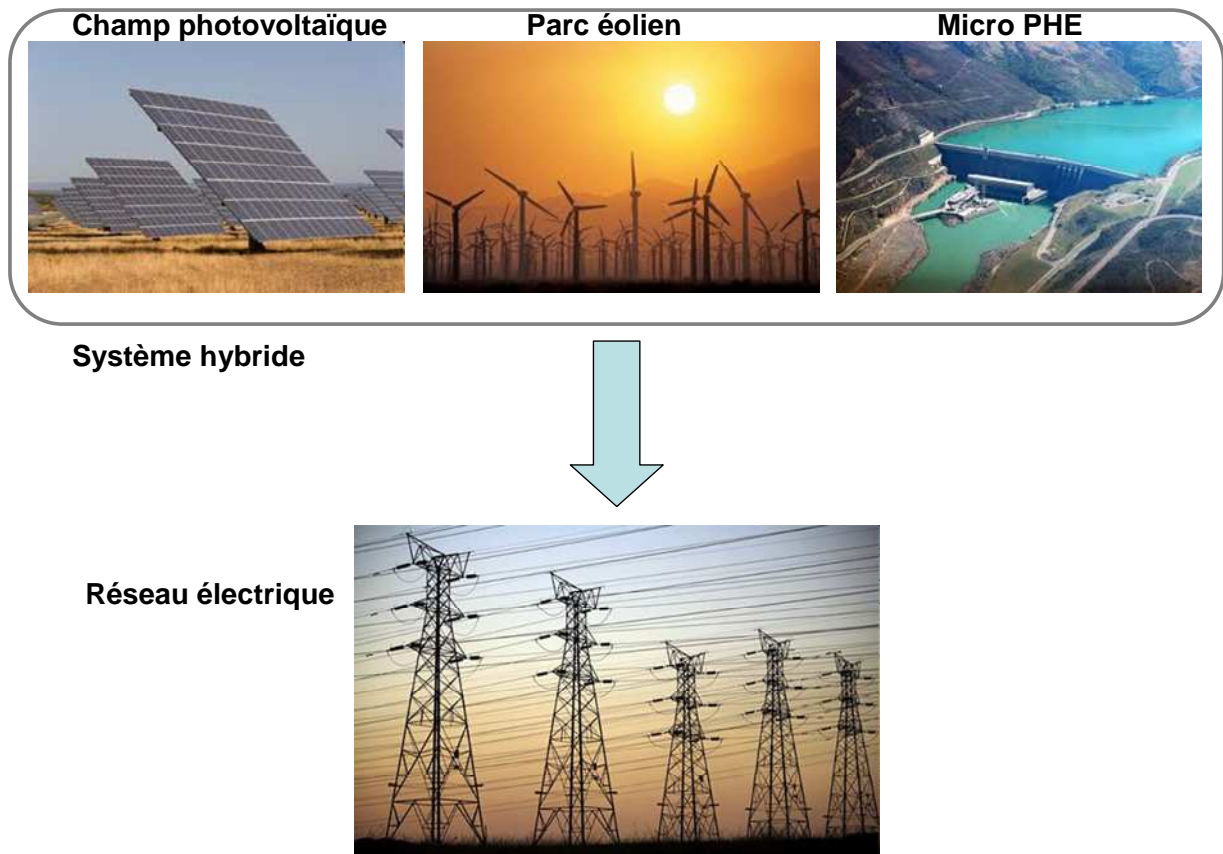 Champ photovoltaïque
Parc éolien
Micro PHE
Système hybride
Réseau électrique